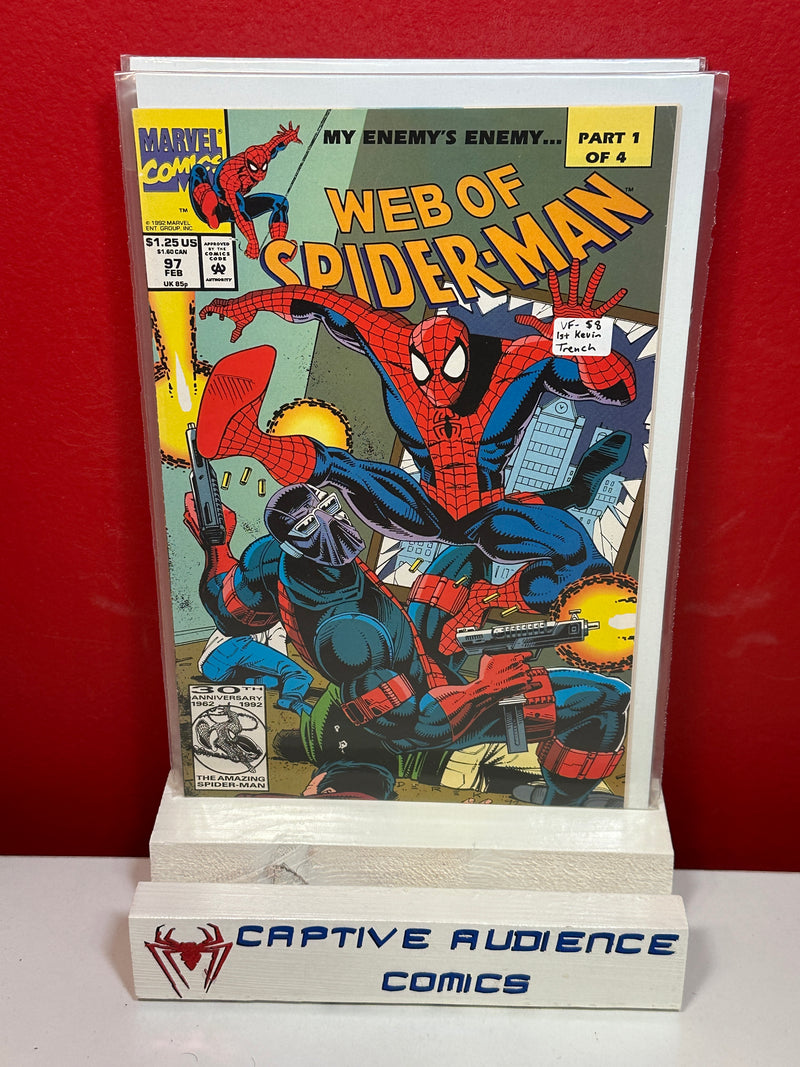 MARVEL®
COMICS
™
© 1992 MARVEL
ENT. GROUP, INC.
$1.25 US
$1.60 CAN
97
FEB
UK 85p
APPROVED
BY THE
COMICS
CODE
AUTHORITY
MY ENEMY'S ENEMY...
PART 1
OF 4
WEB OF
SPIDER-MAN™
VF- $8
1st Kevin
Trench
30TH
ANNIVERSARY
1962 1992
THE AMAZING
SPIDER-MAN
CAPTIVE AUDIENCE
COMICS